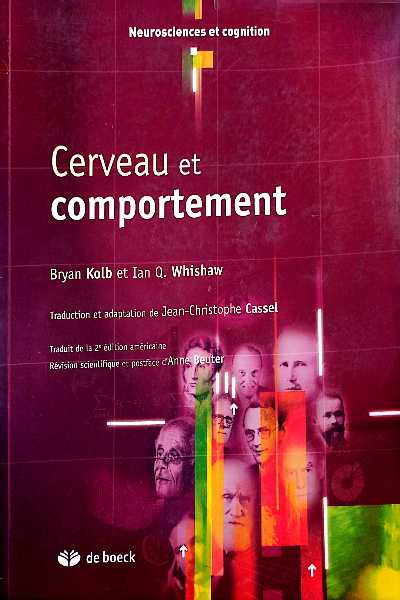 Neurosciences et cognition
Cerveau et
comportement
Bryan Kolb et Ian Q. Whishaw
Traduction et adaptation de Jean-Christophe Cassel
Traduit de la 2e édition américaine
Révision scientifique et postface d'Anne Beuter
de boeck